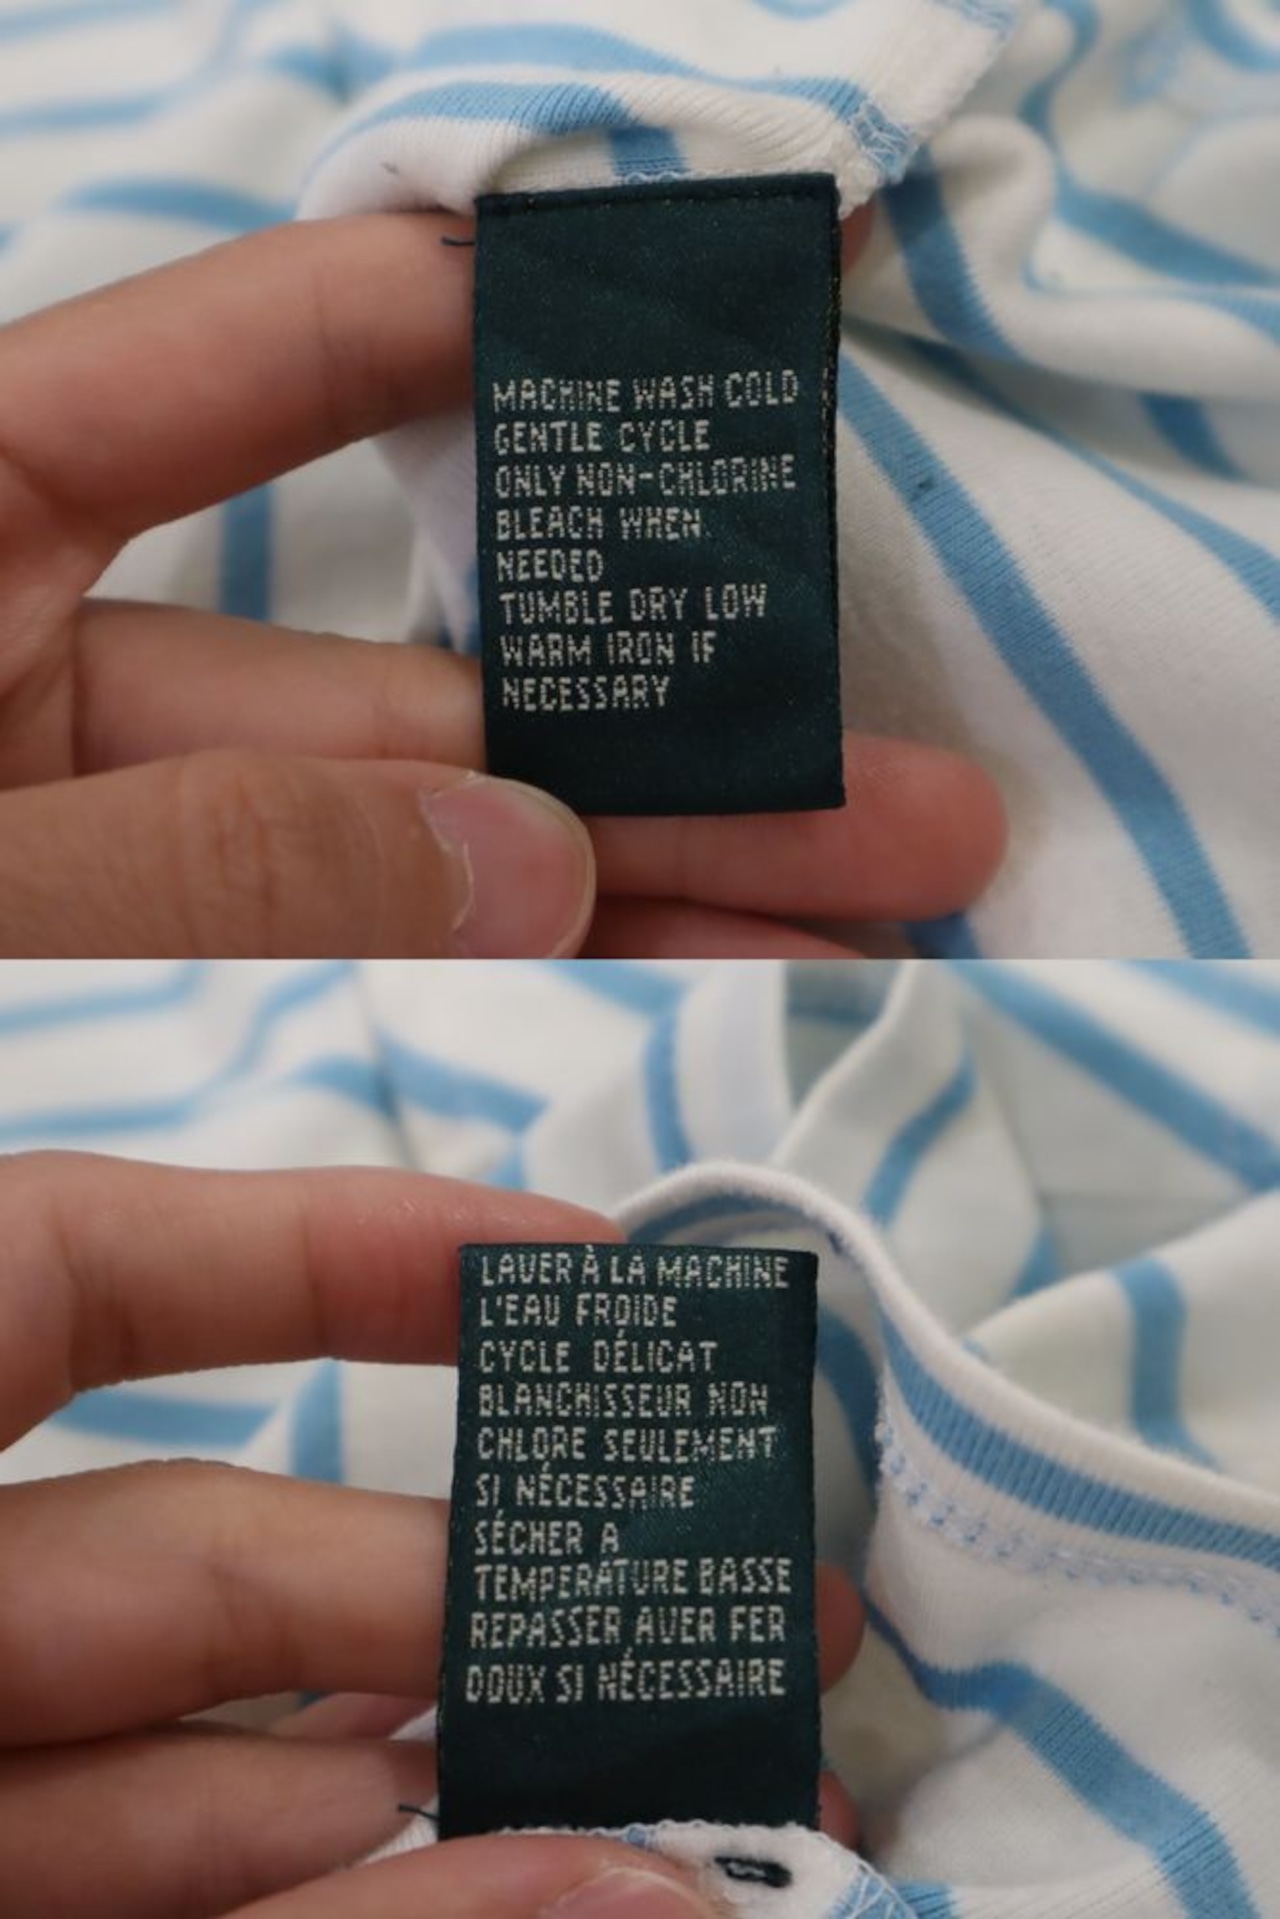 MACHINE WASH COLD
GENTLE CYCLE
ONLY NON-CHLORINE
BLEACH WHEN
NEEDED
TUMBLE DRY LOW
WARM IRON IF
NECESSARY
LAVER À LA MACHINE
L'EAU FROIDE
CYCLE DÉLICAT
BLANCHISSEUR NON
CHLORE SEULEMENT
SI NÉCESSAIRE
SÉCHER A
TEMPERATURE BASSE
REPASSER AVER FER
DOUX SI NÉCESSAIRE